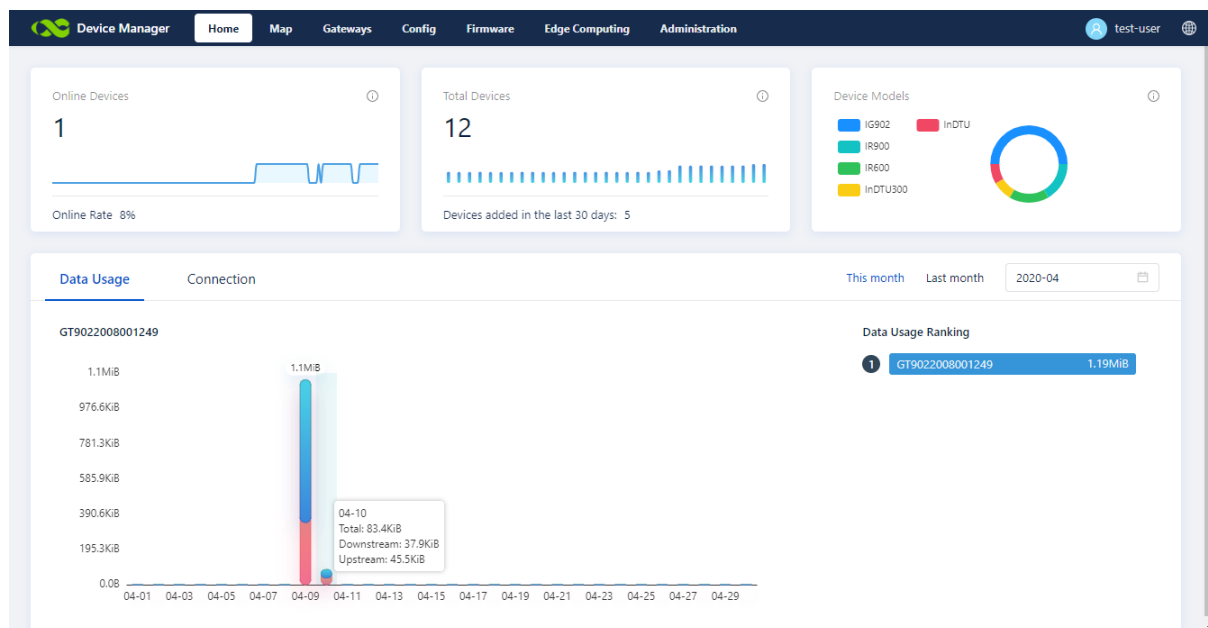 Device Manager
Home
Map
Gateways
Config
Firmware
Edge Computing
Administration
test-user
Online Devices
1
Online Rate 8%
Total Devices
12
Devices added in the last 30 days: 5
Device Models
IG902
InDTU
IR900
IR600
InDTU300
Data Usage
Connection
This month
Last month
2020-04
GT9022008001249
1.1MiB
976.6KiB
781.3KiB
585.9KiB
390.6KiB
195.3KiB
0.0B
1.1MiB
04-10
Total: 83.4KiB
Downstream: 37.9KiB
Upstream: 45.5KiB
04-01 04-03 04-05 04-07 04-09 04-11 04-13 04-15 04-17 04-19 04-21 04-23 04-25 04-27 04-29
Data Usage Ranking
1 GT9022008001249 1.19MiB